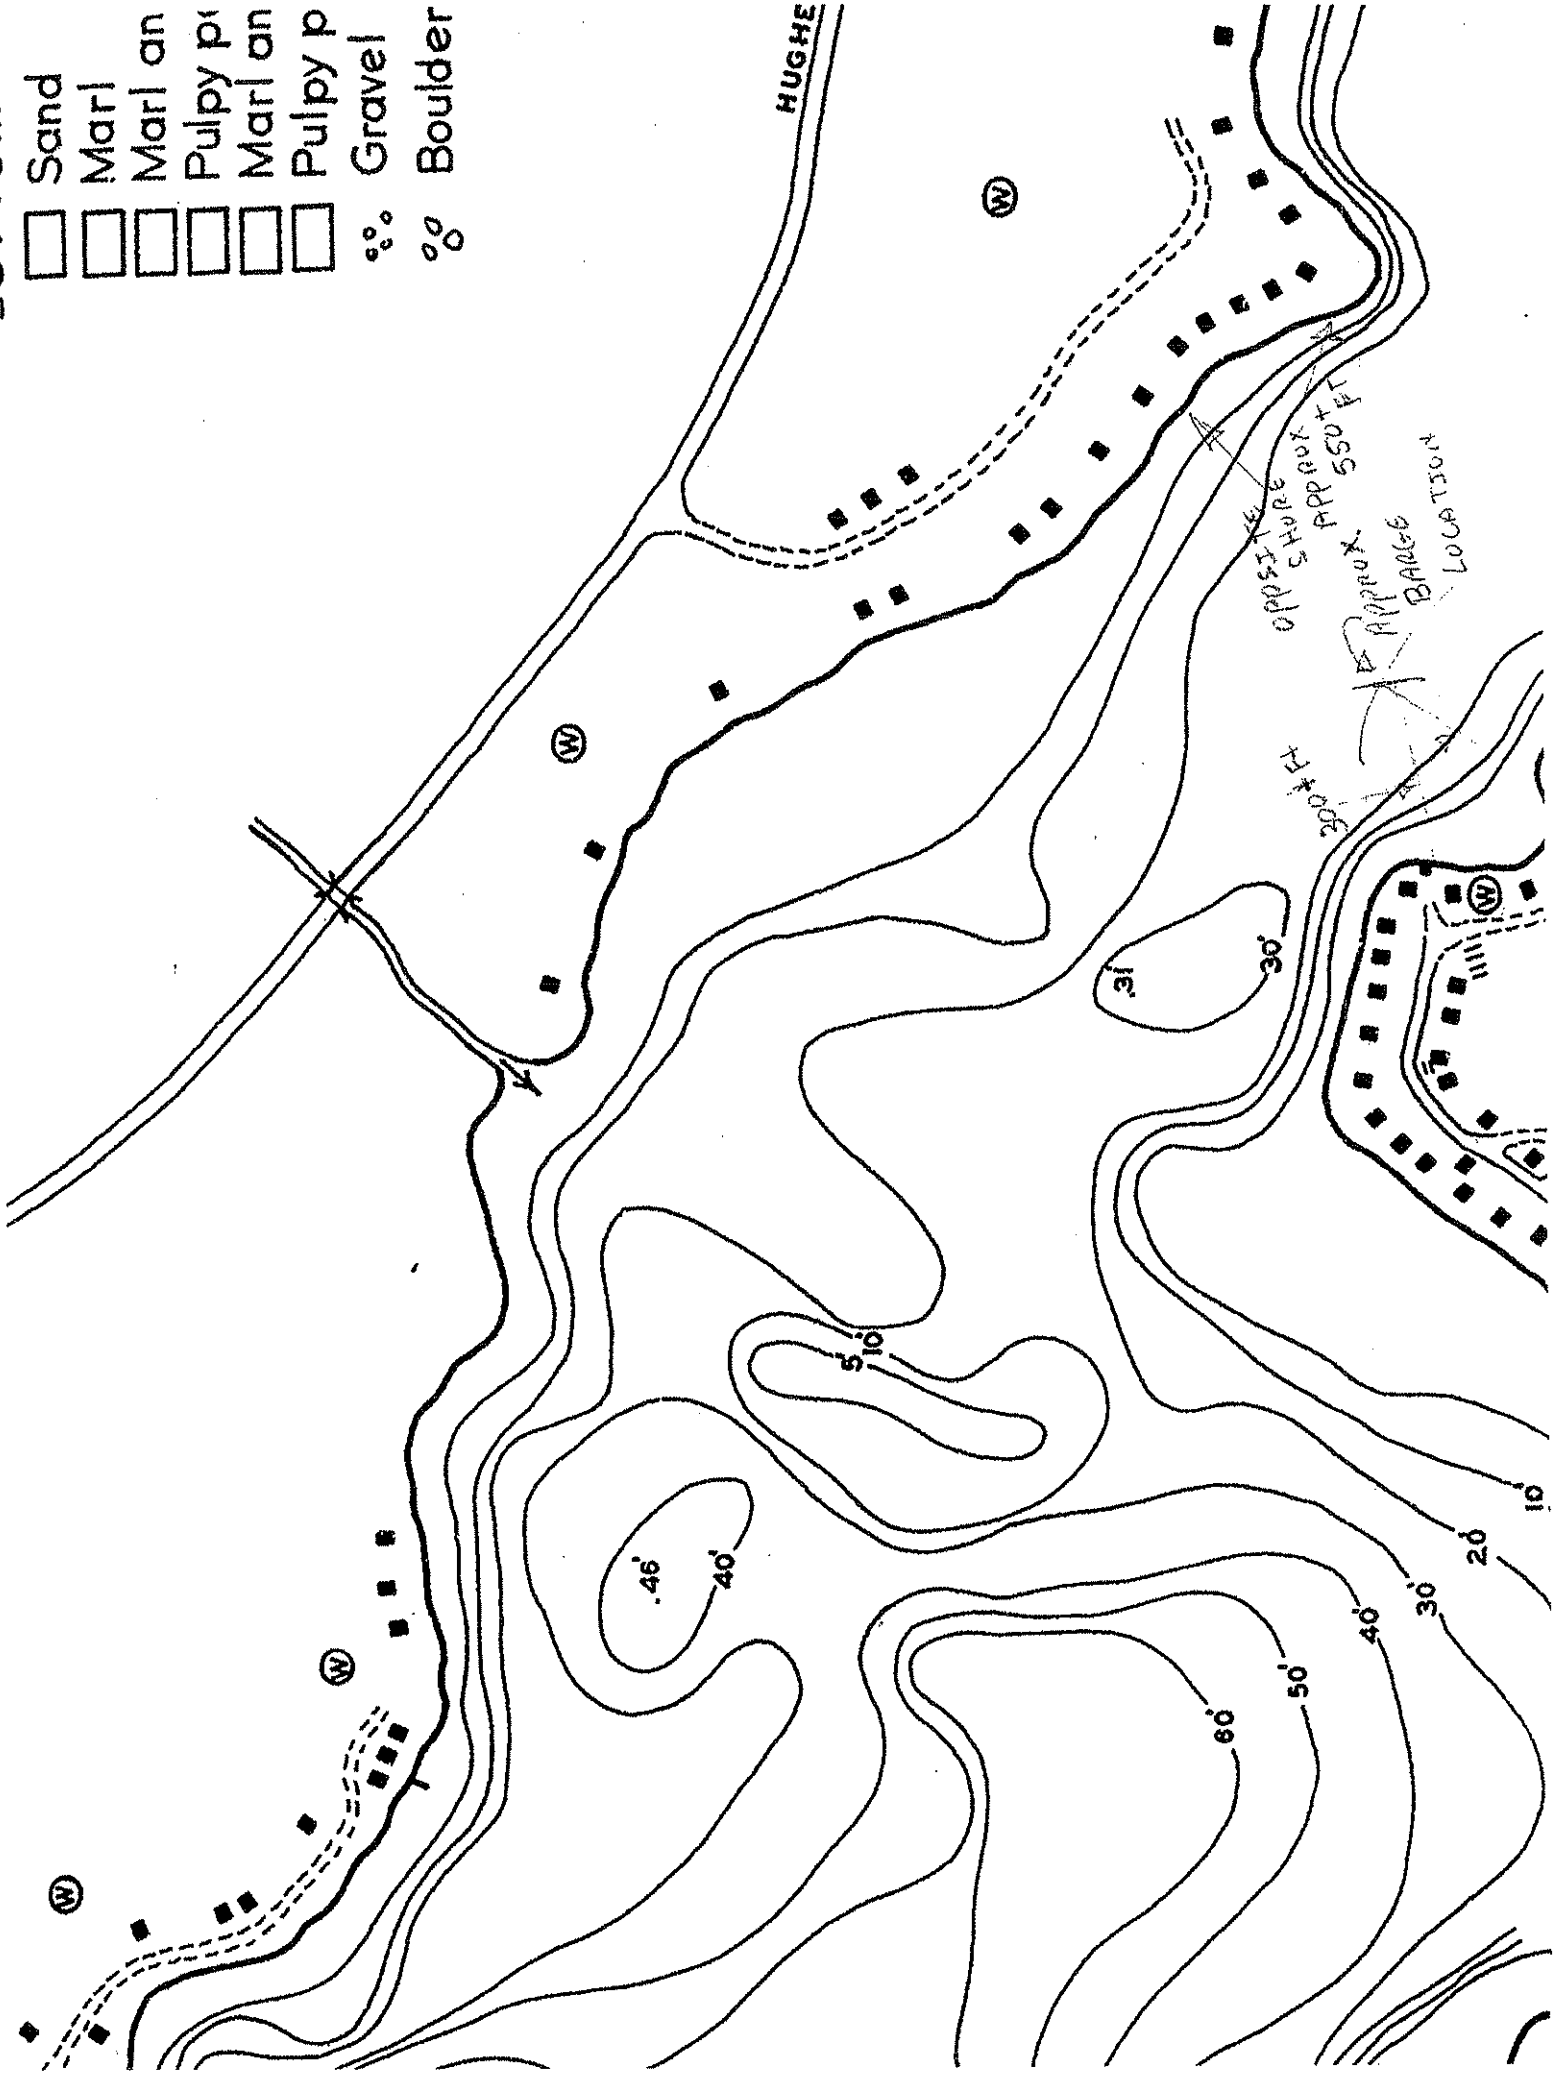 Sand
Marl
Marl an
Pulpy p
Marl an
Pulpy p
Gravel
Boulder
HUGHE
W
W
W
W
W
OPPSITE
SHORE
APPROX
550 ± FT
APPROX.
BARGE
LOCATION
300 ± Ft
31'
30'
5'
10'
46'
40'
60'
50'
40'
30'
20'
10